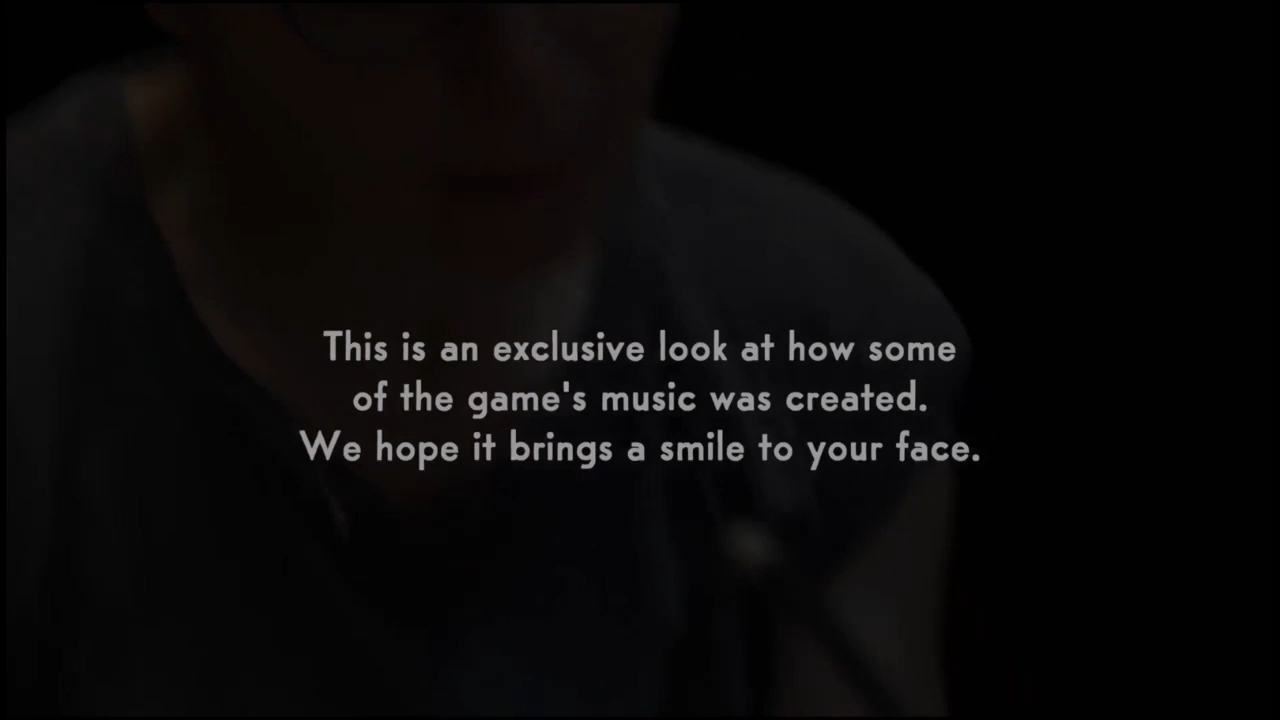 This is an exclusive look at how some
of the game's music was created.
We hope it brings a smile to your face.